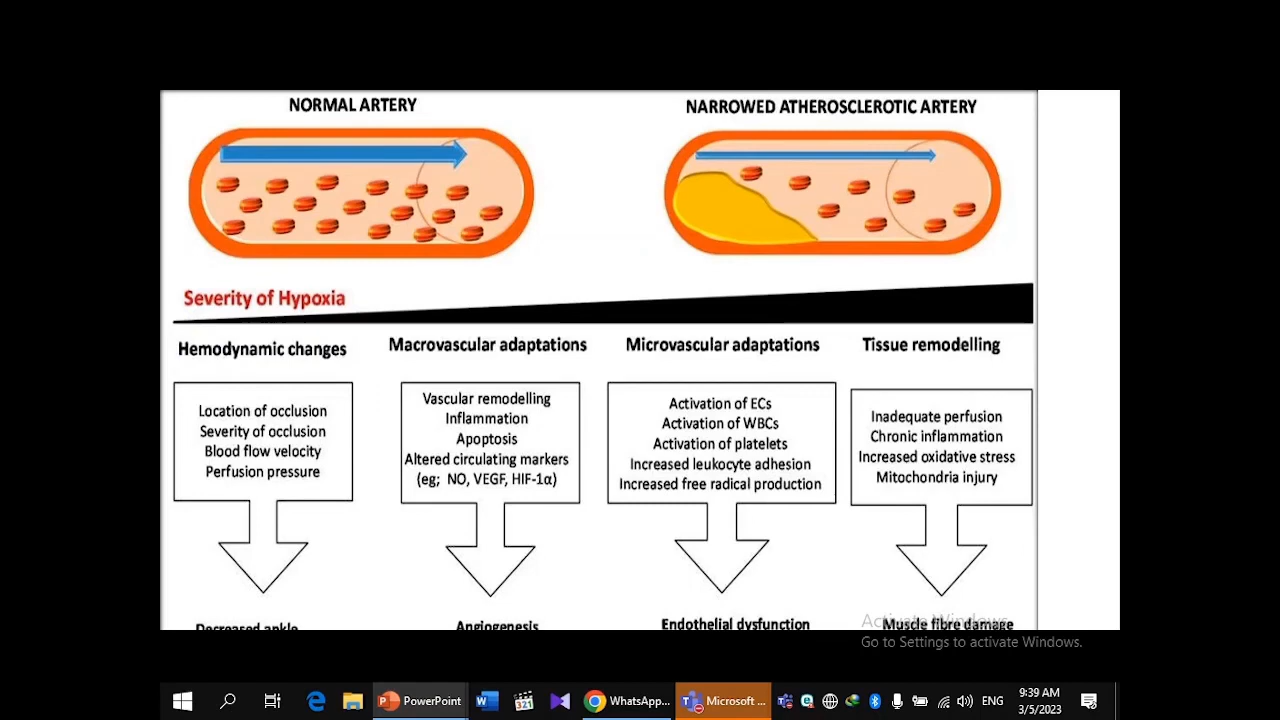 NORMAL ARTERY
NARROWED ATHEROSCLEROTIC ARTERY
Severity of Hypoxia
Hemodynamic changes
Macrovascular adaptations
Microvascular adaptations
Tissue remodelling
Location of occlusion
Severity of occlusion
Blood flow velocity
Perfusion pressure
Vascular remodelling
Inflammation
Apoptosis
Altered circulating markers
(eg; NO, VEGF, HIF-1α)
Activation of ECs
Activation of WBCs
Activation of platelets
Increased leukocyte adhesion
Increased free radical production
Inadequate perfusion
Chronic inflammation
Increased oxidative stress
Mitochondria injury
Decreased ankle
Angiogenesis
Endothelial dysfunction
Muscle fibre damage
Activate Windows
Go to Settings to activate Windows.
PowerPoint
321
WhatsApp...
Microsoft ...
ENG
9:39 AM
3/5/2023